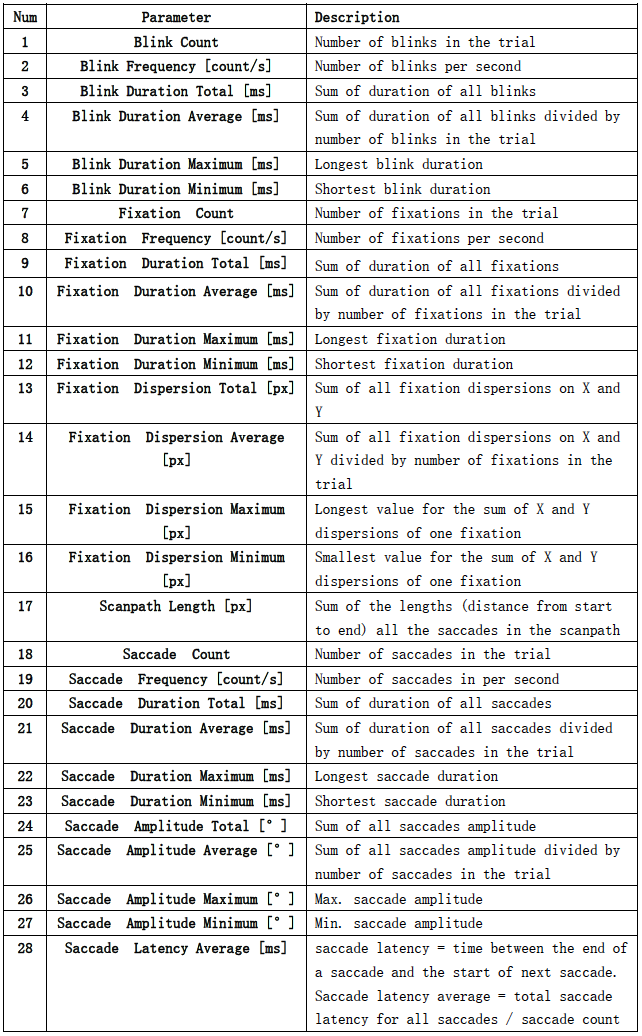 Num Parameter Description
1 Blink Count Number of blinks in the trial
2 Blink Frequency [count/s] Number of blinks per second
3 Blink Duration Total [ms] Sum of duration of all blinks
4 Blink Duration Average [ms] Sum of duration of all blinks divided by
number of blinks in the trial
5 Blink Duration Maximum [ms] Longest blink duration
6 Blink Duration Minimum [ms] Shortest blink duration
7 Fixation Count Number of fixations in the trial
8 Fixation Frequency [count/s] Number of fixations per second
9 Fixation Duration Total [ms] Sum of duration of all fixations
10 Fixation Duration Average [ms] Sum of duration of all fixations divided
by number of fixations in the trial
11 Fixation Duration Maximum [ms] Longest fixation duration
12 Fixation Duration Minimum [ms] Shortest fixation duration
13 Fixation Dispersion Total [px] Sum of all fixation dispersions on X and
Y
14 Fixation Dispersion Average Sum of all fixation dispersions on X and
[px] Y divided by number of fixations in the
trial
15 Fixation Dispersion Maximum Longest value for the sum of X and Y
[px] dispersions of one fixation
16 Fixation Dispersion Minimum Smallest value for the sum of X and Y
[px] dispersions of one fixation
17 Scanpath Length [px] Sum of the lengths (distance from start
to end) all the saccades in the scanpath
18 Saccade Count Number of saccades in the trial
19 Saccade Frequency [count/s] Number of saccades in per second
20 Saccade Duration Total [ms] Sum of duration of all saccades
21 Saccade Duration Average [ms] Sum of duration of all saccades divided
by number of saccades in the trial
22 Saccade Duration Maximum [ms] Longest saccade duration
23 Saccade Duration Minimum [ms] Shortest saccade duration
24 Saccade Amplitude Total [°] Sum of all saccades amplitude
25 Saccade Amplitude Average [°] Sum of all saccades amplitude divided by
number of saccades in the trial
26 Saccade Amplitude Maximum [°] Max. saccade amplitude
27 Saccade Amplitude Minimum [°] Min. saccade amplitude
28 Saccade Latency Average [ms] saccade latency = time between the end of
a saccade and the start of next saccade.
Saccade latency average = total saccade
latency for all saccades / saccade count